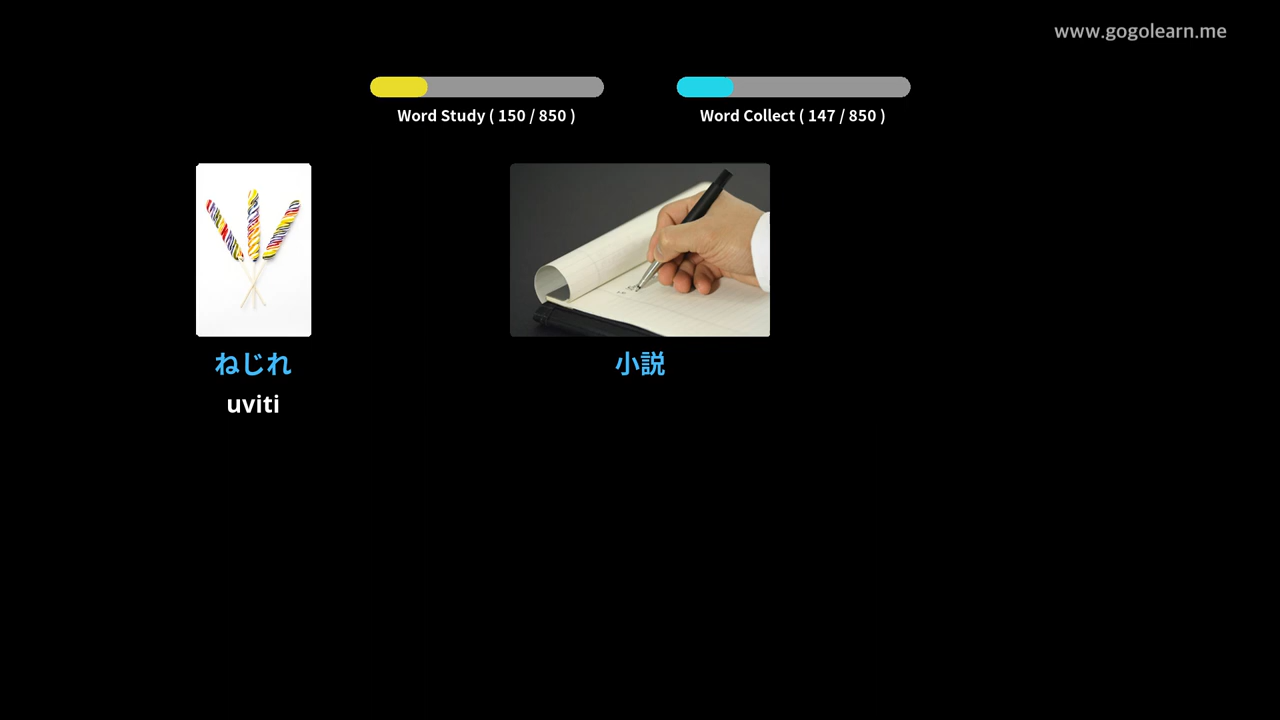 www.gogolearn.me
Word Study ( 150 / 850 )
Word Collect ( 147 / 850 )
ねじれ
小説
uviti